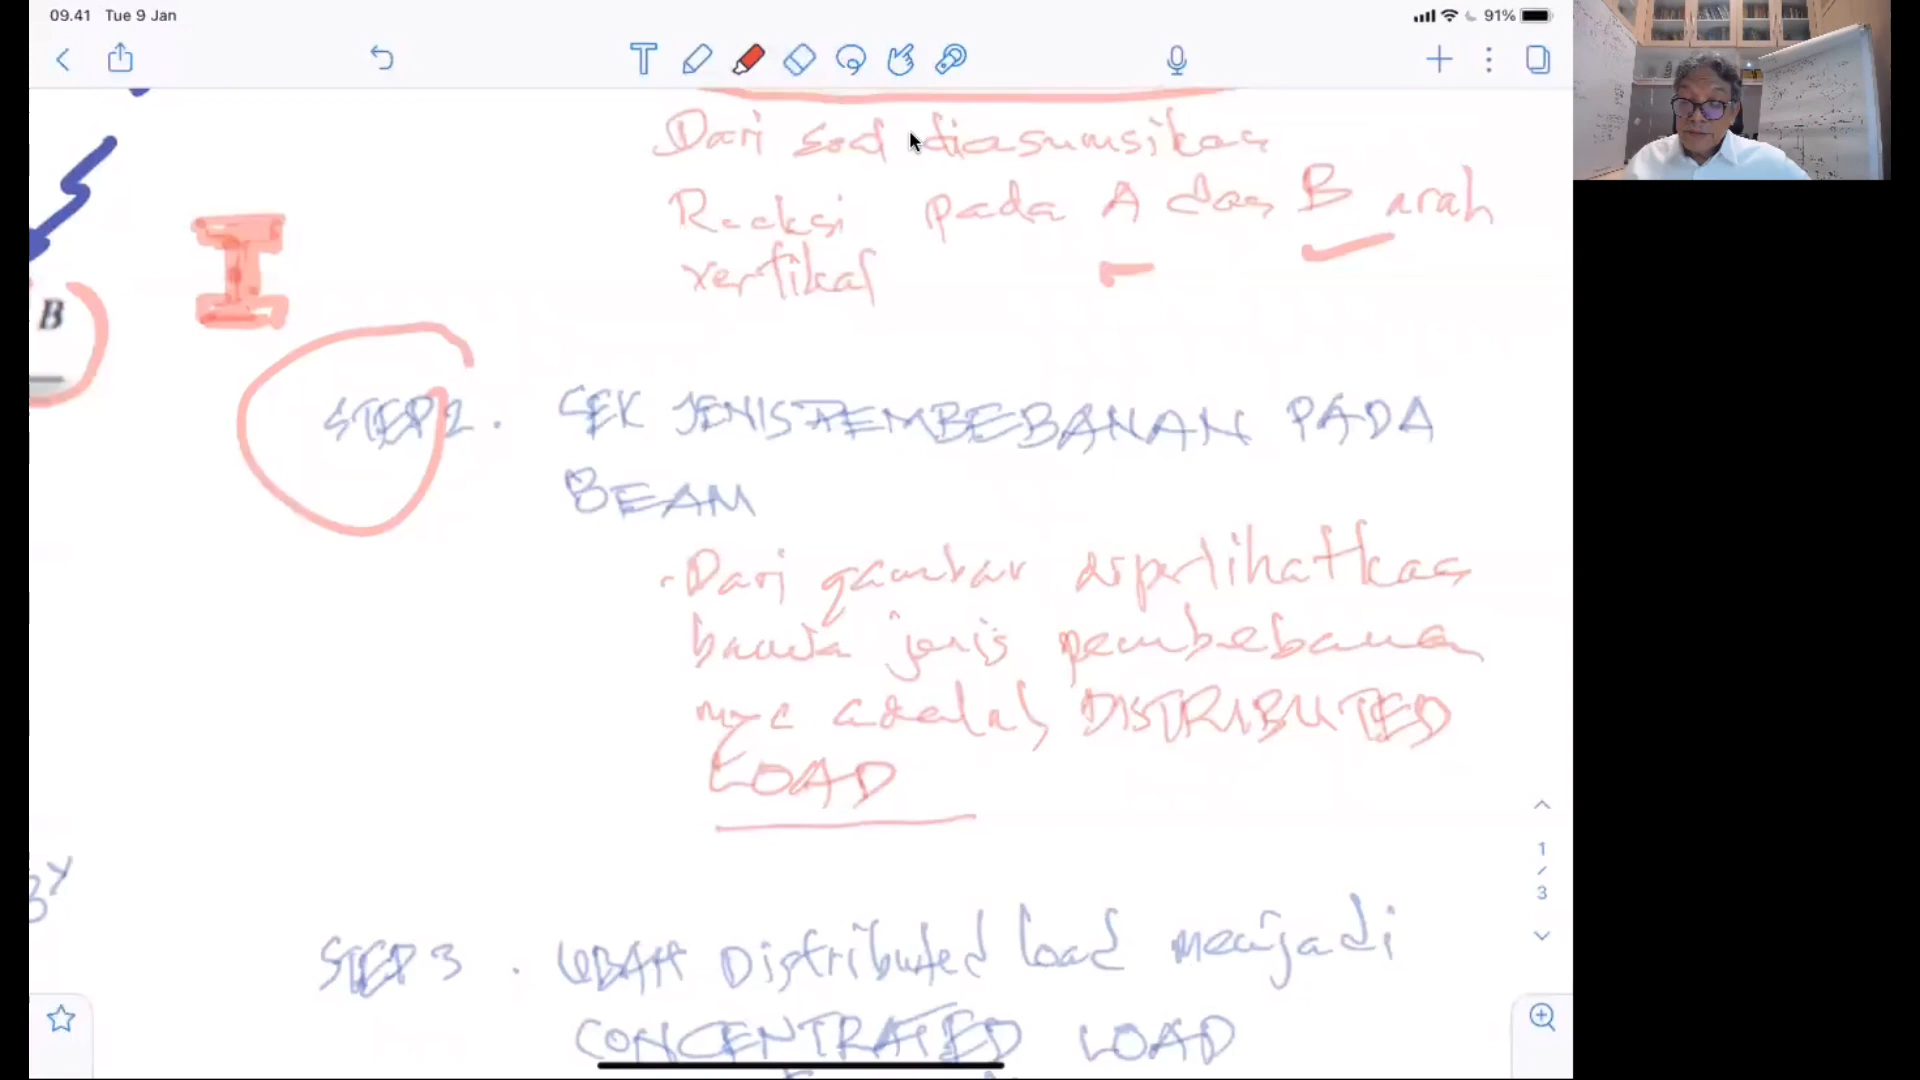 09.41 Tue 9 Jan
91%
T
Dari soal diasumsikan
Reaksi pada A dan B arah
vertikal
I
B
STEP 2. CEK JENIS PEMBEBANAN PADA
BEAM
- Dari gambar diperlihatkan
bahwa jenis pembebanan
nya adalah DISTRIBUTED
LOAD
1
/
3
By
STEP 3. UBAH Distributed load menjadi
CONCENTRATED LOAD